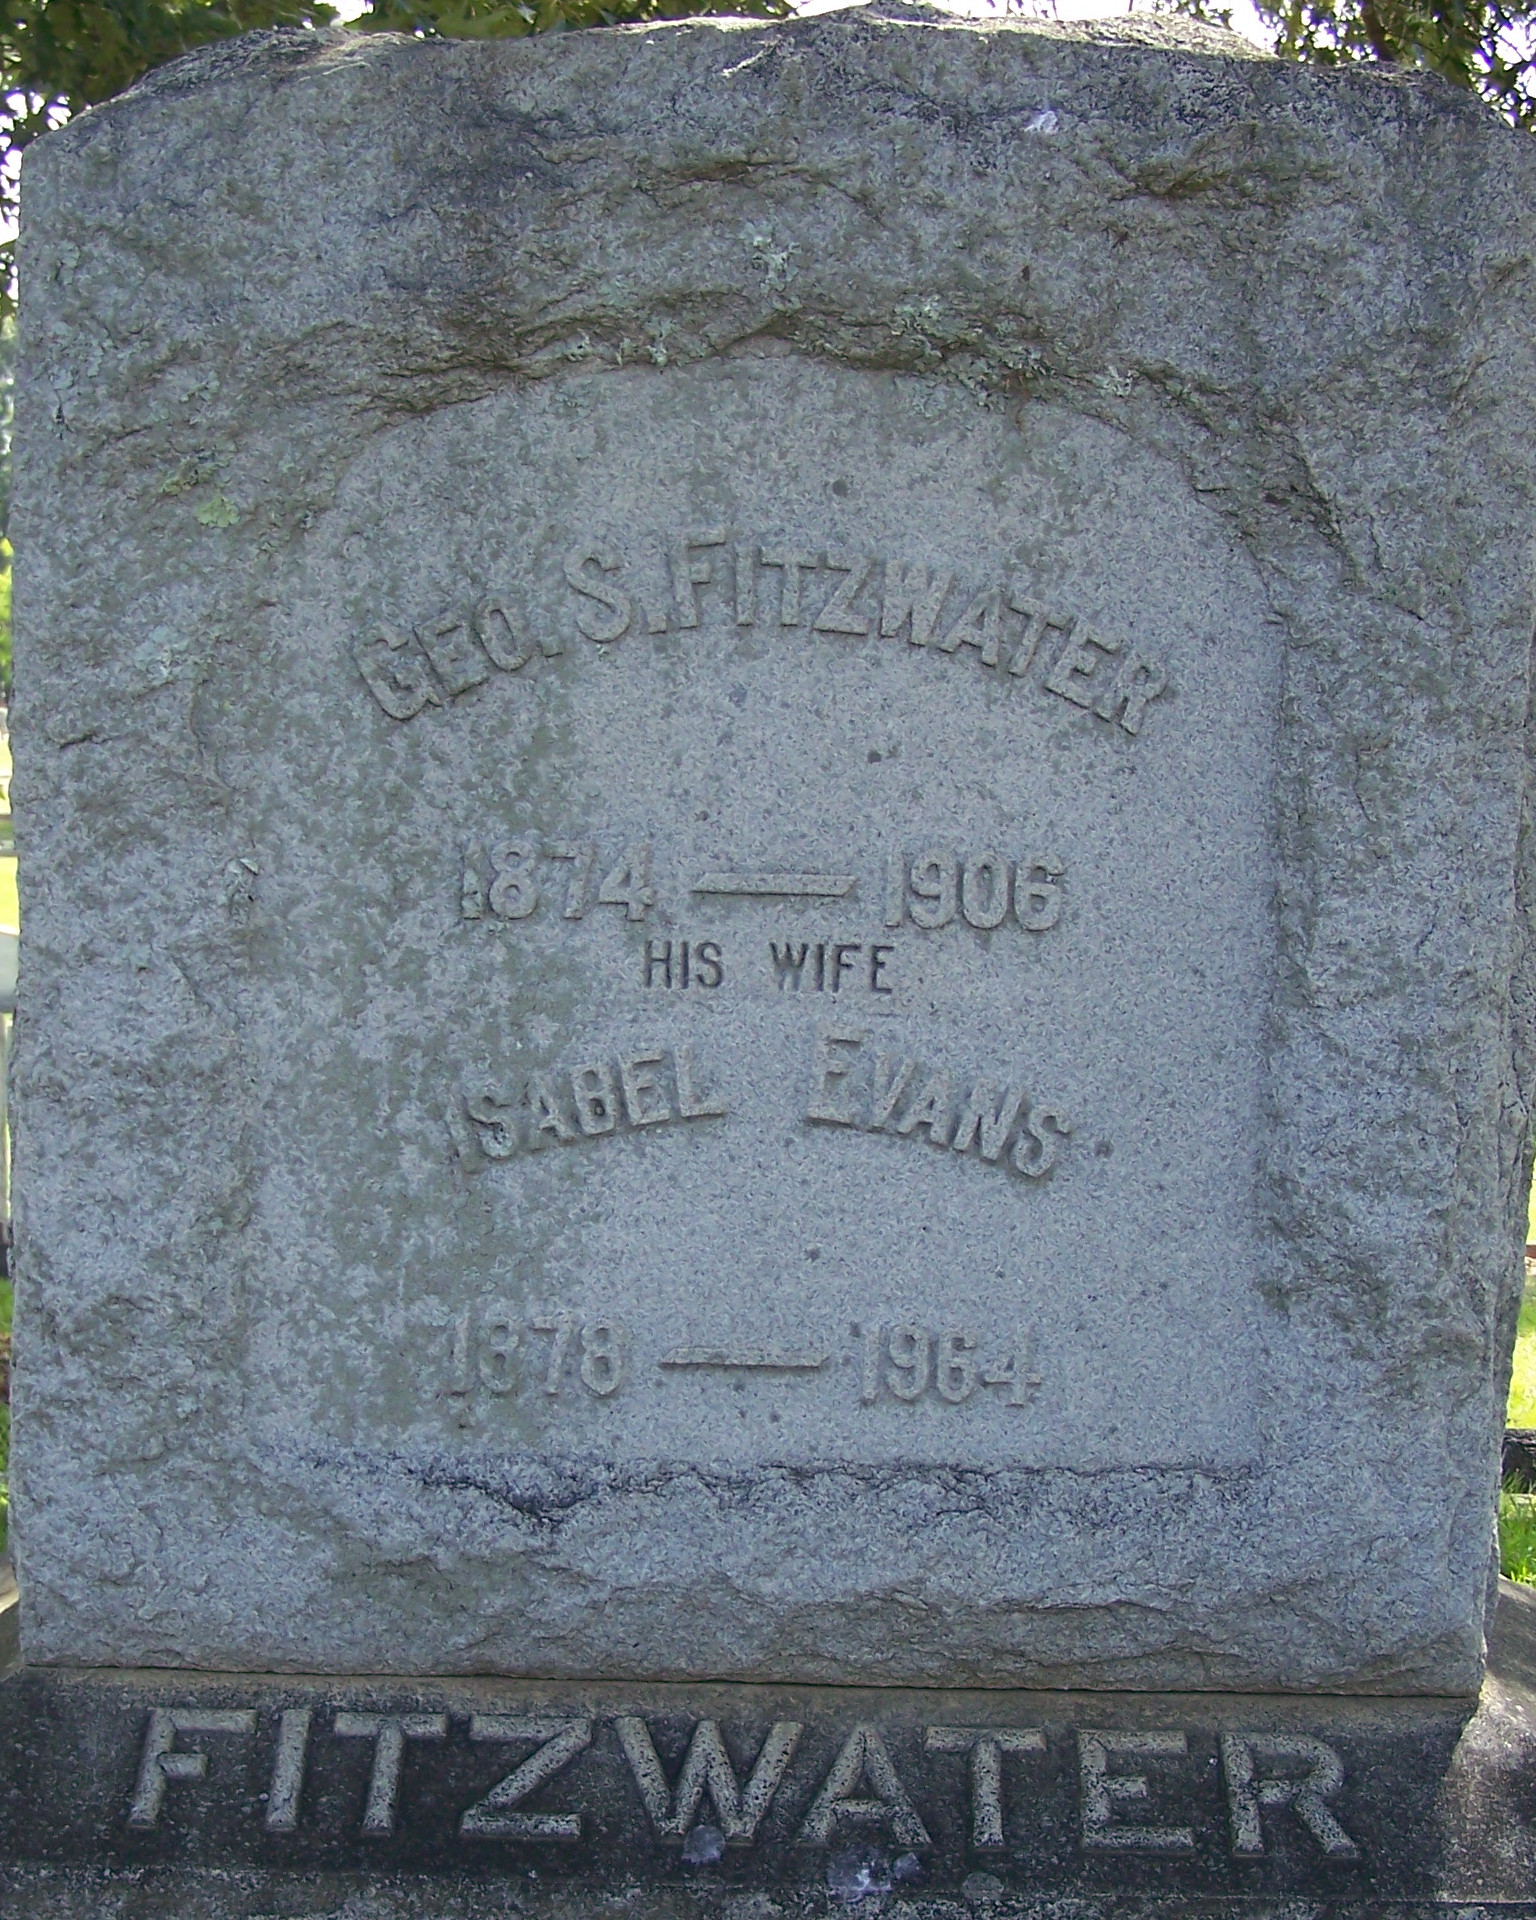 GEO. S. FITZWATER
1874 — 1906
HIS WIFE
ISABEL EVANS
1878 — 1964
FITZWATER